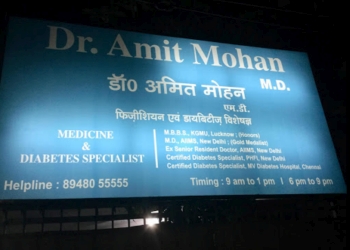 Dr. Amit Mohan
डॉ0 अमित मोहन M.D.
एम.डी.
फिजीशियन एवं डायबिटीज़ विशेषज्ञ
MEDICINE
&
DIABETES SPECIALIST
M.B.B.S., KGMU, Lucknow ; (Honors)
M.D., AIIMS, New Delhi ; (Gold Medalist)
Ex Senior Resident Doctor, AIIMS, New Delhi
Certified Diabetes Specialist, PHFI, New Delhi
Certified Diabetes Specialist, MV Diabetes Hospital, Chennai
Helpline : 89480 55555
Timing : 9 am to 1 pm | 6 pm to 9 pm